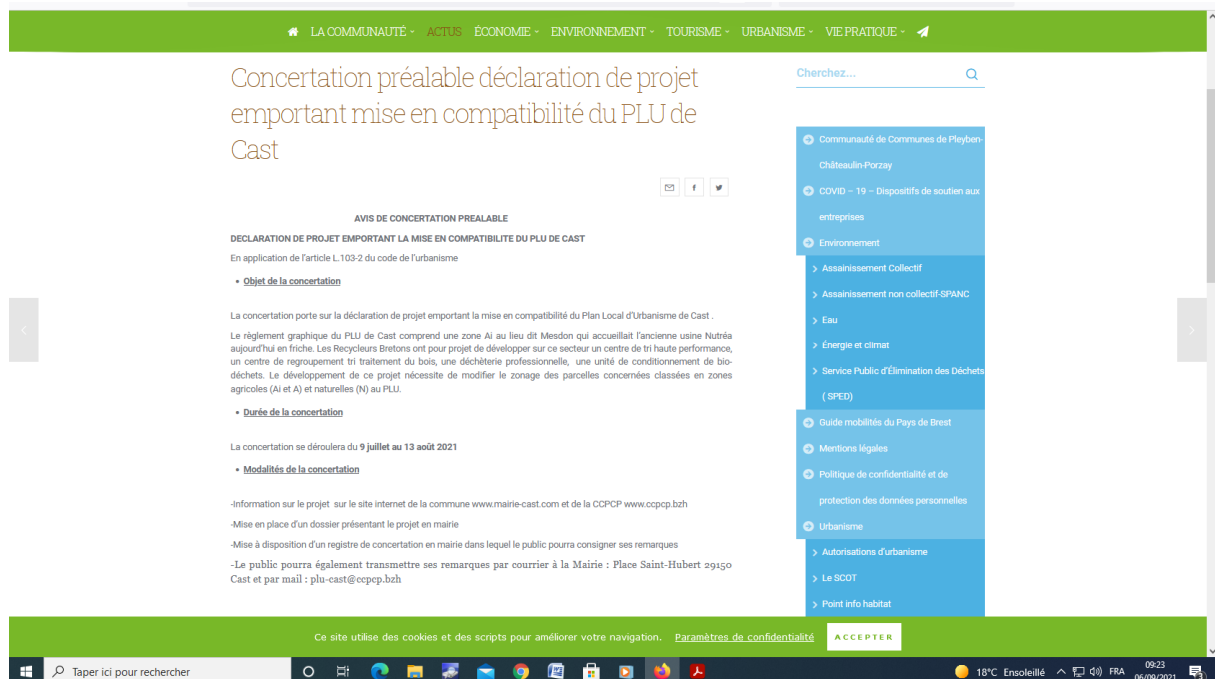 LA COMMUNAUTÉ
ACTUS
ÉCONOMIE
ENVIRONNEMENT
TOURISME
URBANISME
VIE PRATIQUE
Concertation préalable déclaration de projet
emportant mise en compatibilité du PLU de
Cast
AVIS DE CONCERTATION PREALABLE
DECLARATION DE PROJET EMPORTANT LA MISE EN COMPATIBILITE DU PLU DE CAST
En application de l'article L.103-2 du code de l'urbanisme
• Objet de la concertation
La concertation porte sur la déclaration de projet emportant la mise en compatibilité du Plan Local d'Urbanisme de Cast .
Le règlement graphique du PLU de Cast comprend une zone Ai au lieu dit Mesdon qui accueillait l'ancienne usine Nutréa
aujourd'hui en friche. Les Recycleurs Bretons ont pour projet de développer sur ce secteur un centre de tri haute performance,
un centre de regroupement tri traitement du bois, une déchèterie professionnelle, une unité de conditionnement de bio-
déchets. Le développement de ce projet nécessite de modifier le zonage des parcelles concernées classées en zones
agricoles (Ai et A) et naturelles (N) au PLU.
• Durée de la concertation
La concertation se déroulera du 9 juillet au 13 août 2021
• Modalités de la concertation
-Information sur le projet sur le site internet de la commune www.mairie-cast.com et de la CCPCP www.ccpcp.bzh
-Mise en place d'un dossier présentant le projet en mairie
-Mise à disposition d'un registre de concertation en mairie dans lequel le public pourra consigner ses remarques
-Le public pourra également transmettre ses remarques par courrier à la Mairie : Place Saint-Hubert 29150
Cast et par mail : plu-cast@ccpcp.bzh
Cherchez...
Communauté de Communes de Pleyben-
Châteaulin-Porzay
COVID – 19 – Dispositifs de soutien aux
entreprises
Environnement
Assainissement Collectif
Assainissement non collectif-SPANC
Eau
Énergie et climat
Service Public d'Élimination des Déchets
( SPED)
Guide mobilités du Pays de Brest
Mentions légales
Politique de confidentialité et de
protection des données personnelles
Urbanisme
Autorisations d'urbanisme
Le SCOT
Point info habitat
Ce site utilise des cookies et des scripts pour améliorer votre navigation. Paramètres de confidentialité ACCEPTER
Taper ici pour rechercher
18°C Ensoleillé
FRA
09:23
06/09/2021